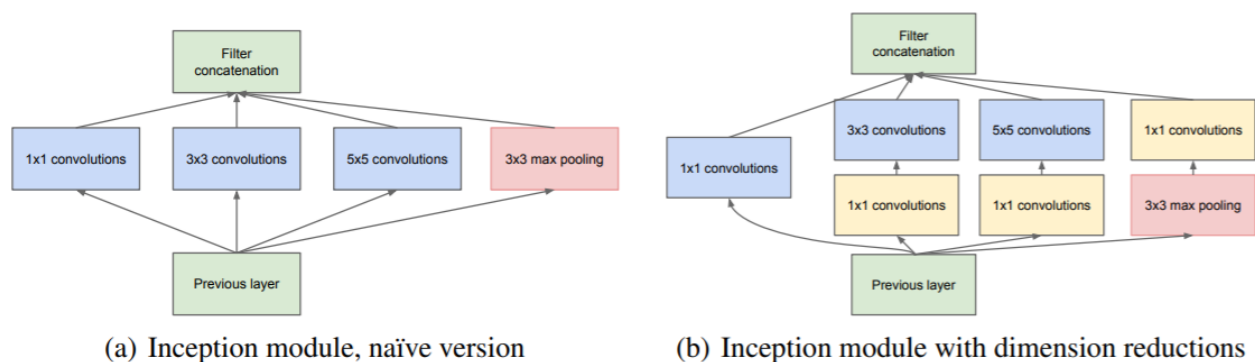 Filter
concatenation
1x1 convolutions
3x3 convolutions
5x5 convolutions
3x3 max pooling
Previous layer
(a) Inception module, naïve version
Filter
concatenation
3x3 convolutions
5x5 convolutions
1x1 convolutions
1x1 convolutions
1x1 convolutions
1x1 convolutions
3x3 max pooling
Previous layer
(b) Inception module with dimension reductions